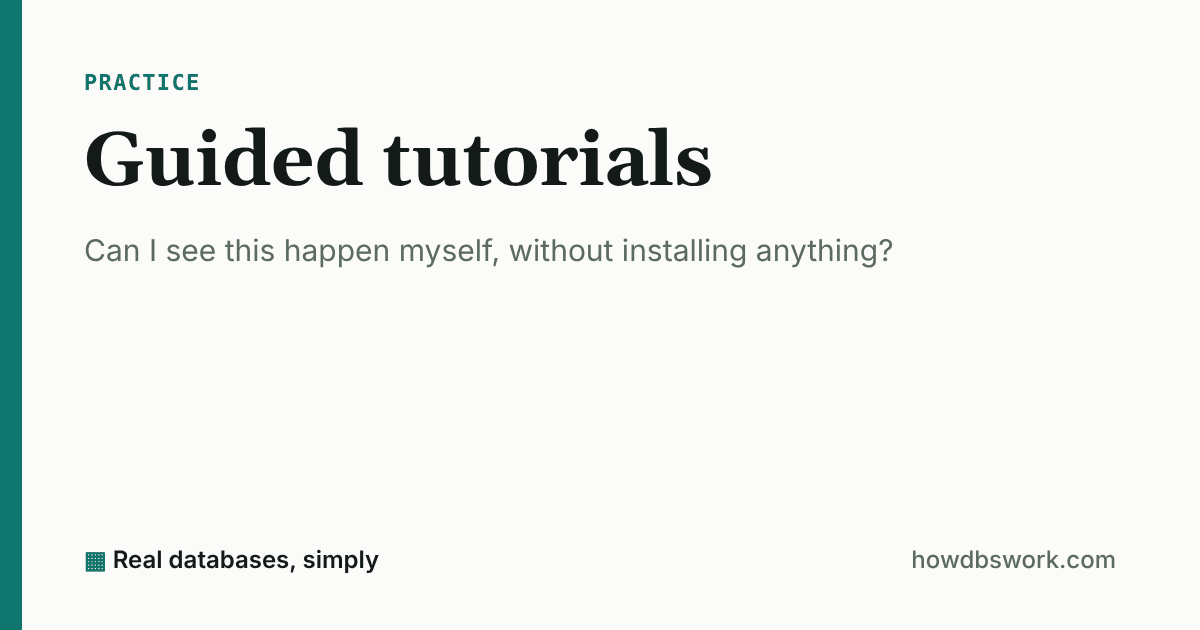 PRACTICE
Guided tutorials
Can I see this happen myself, without installing anything?
Real databases, simply
howdbswork.com